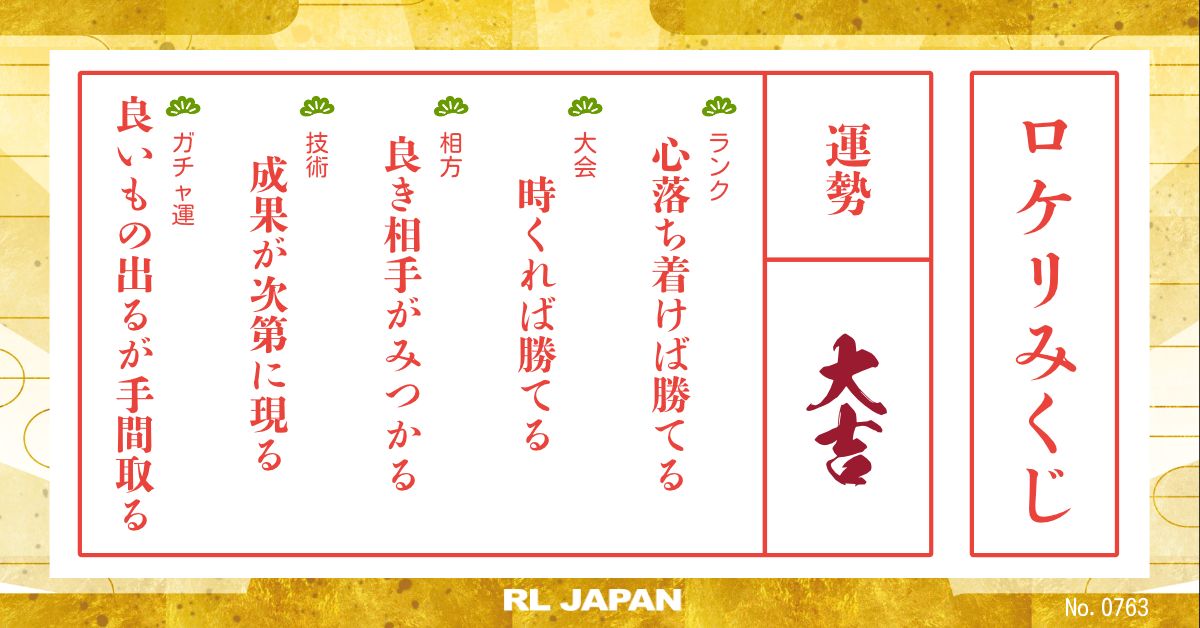 ロケリみくじ
運勢
大吉
ランク
心落ち着けば勝てる
大会
時くれば勝てる
相方
良き相手がみつかる
技術
成果が次第に現る
ガチャ運
良いもの出るが手間取る
RL JAPAN
No. 0763